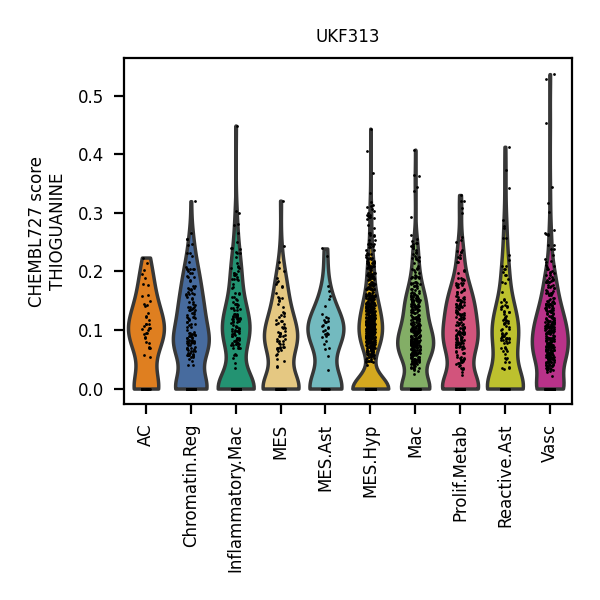 UKF313
CHEMBL727 score
THIOGUANINE
0.5
0.4
0.3
0.2
0.1
0.0
AC
Chromatin.Reg
Inflammatory.Mac
MES
MES.Ast
MES.Hyp
Mac
Prolif.Metab
Reactive.Ast
Vasc